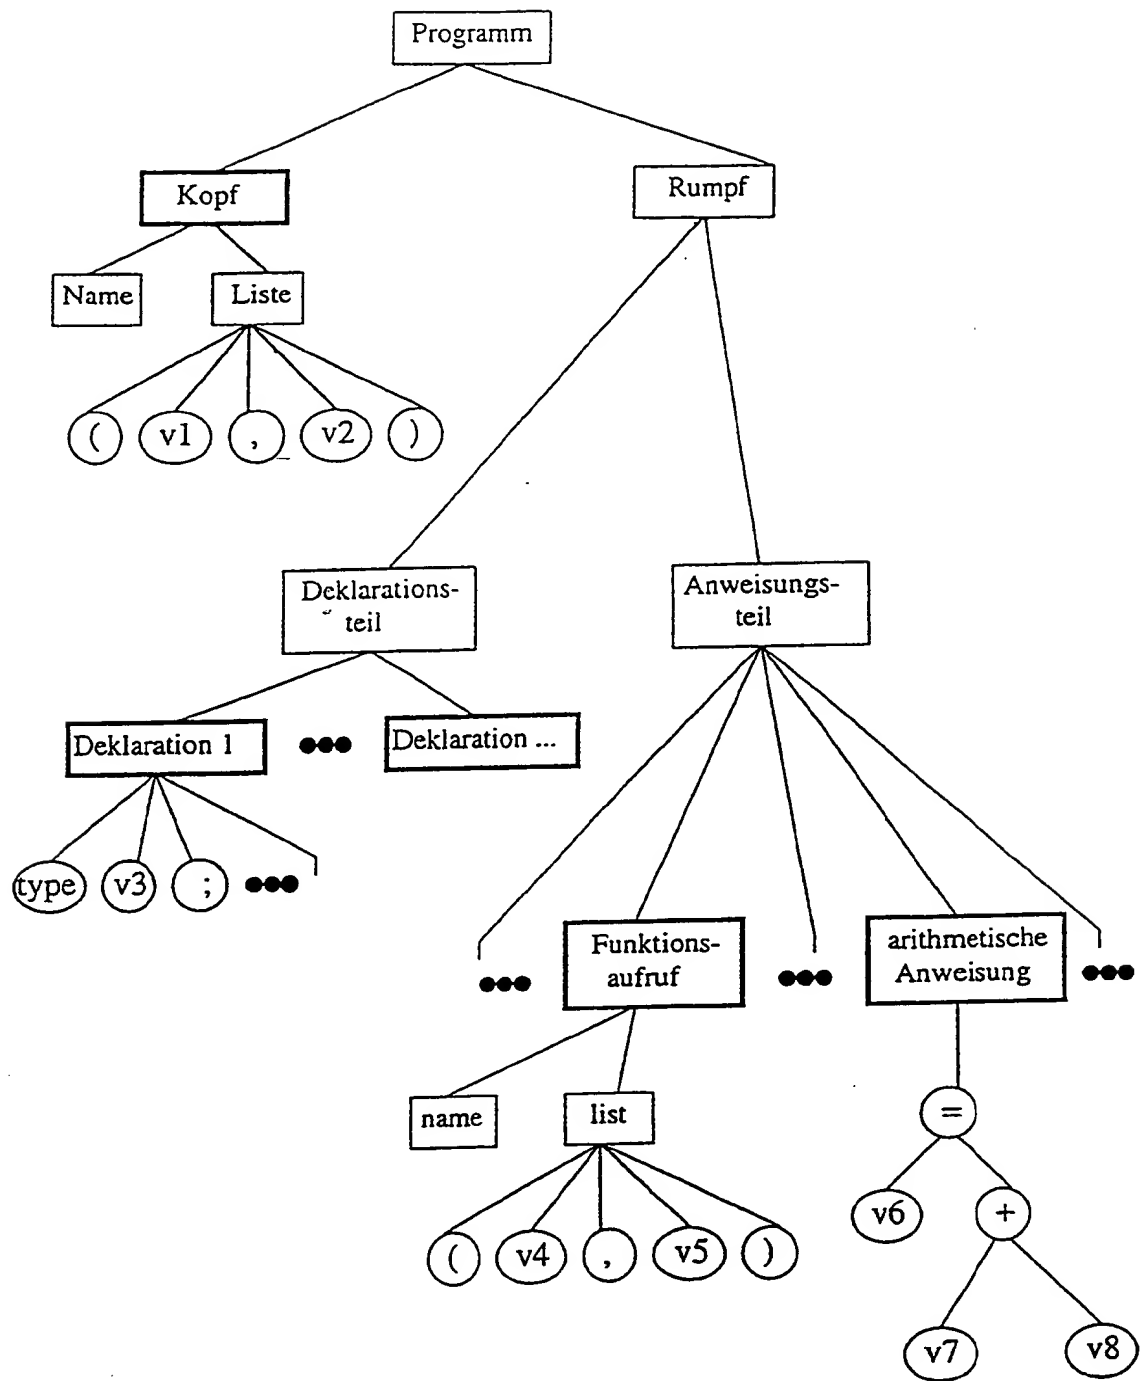 Programm
Kopf
Rumpf
Name
Liste
( v1 , v2 )
Deklarations-
teil
Anweisungs-
teil
Deklaration 1
Deklaration ...
type v3 ;
Funktions-
aufruf
arithmetische
Anweisung
name
list
=
v6
+
( v4 , v5 )
v7
v8